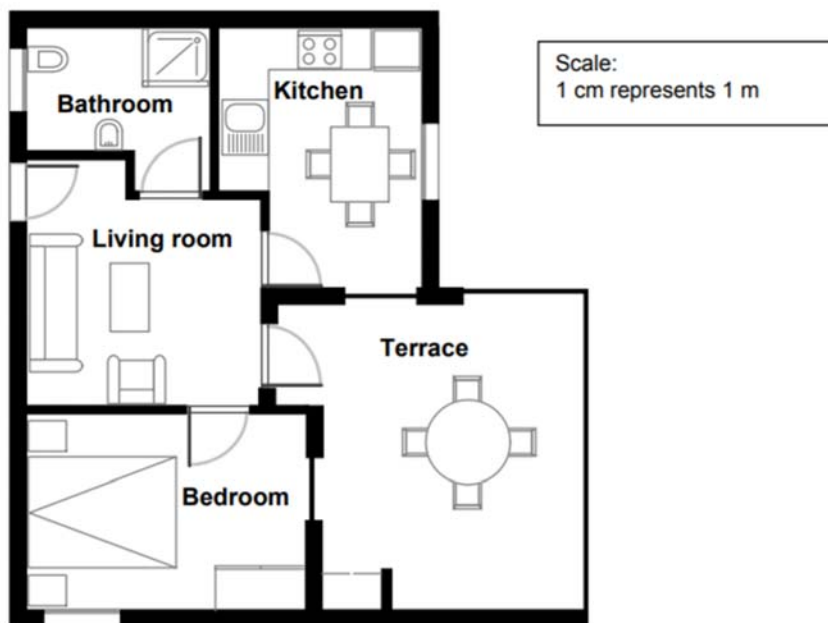 Bathroom
Kitchen
Scale:
1 cm represents 1 m
Living room
Terrace
Bedroom